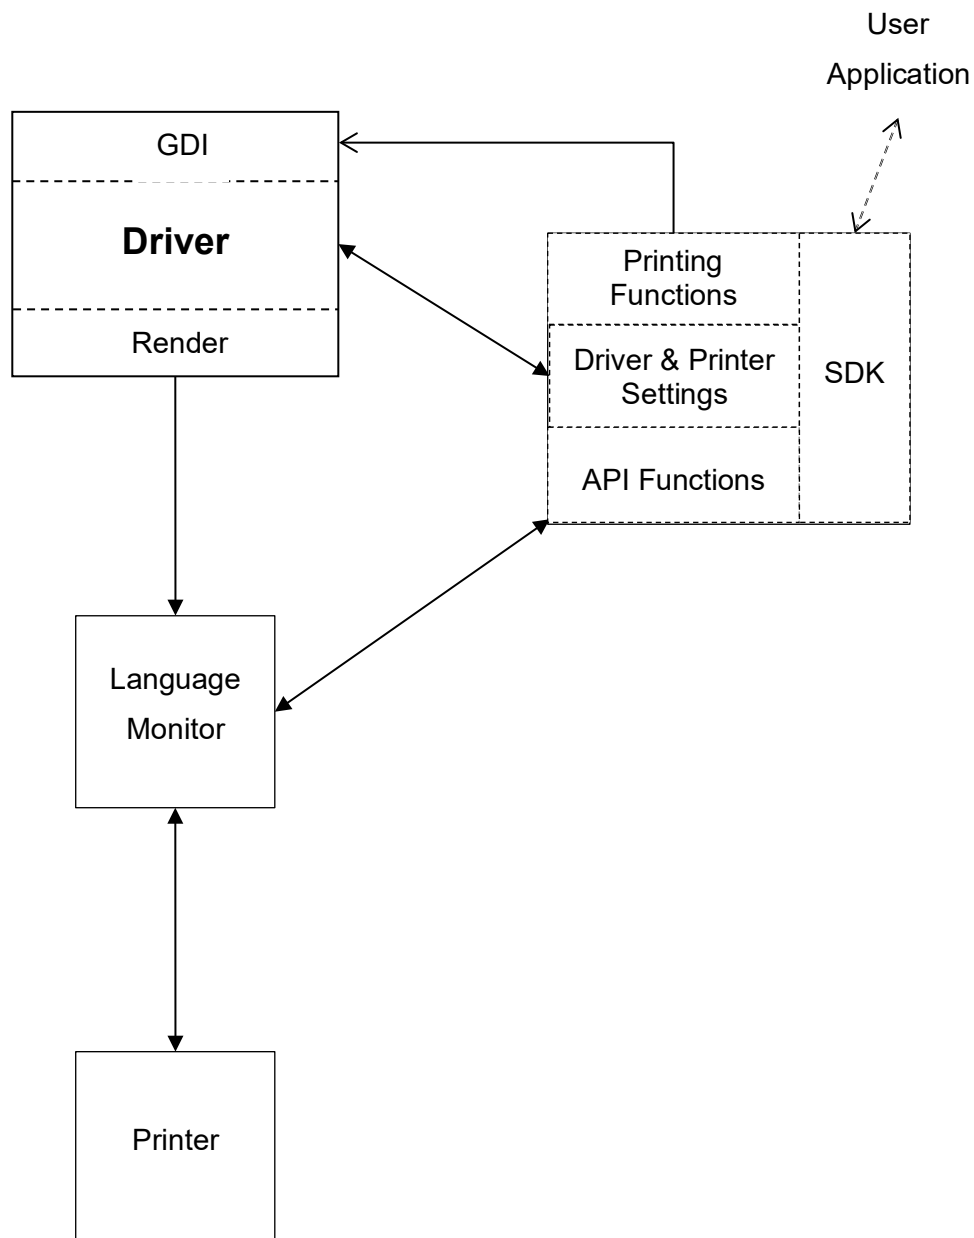 User
Application
GDI
Driver
Render
Printing
Functions
Driver & Printer
Settings
API Functions
SDK
Language
Monitor
Printer